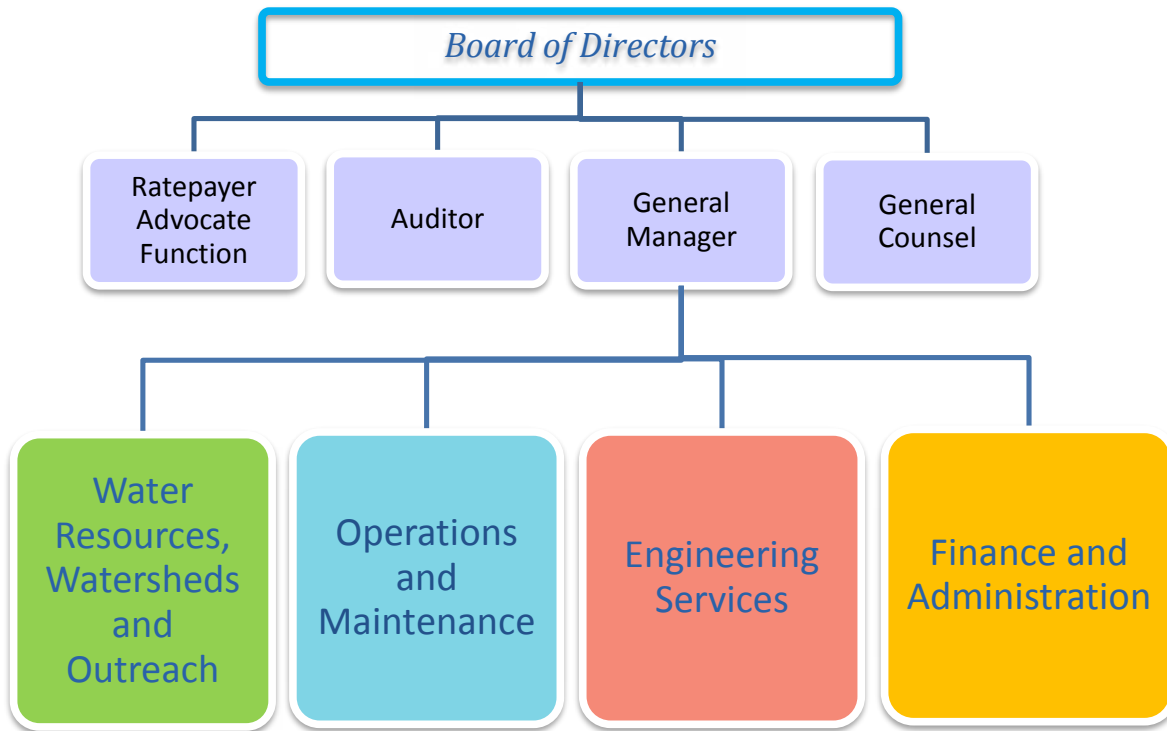 Board of Directors
Ratepayer
Advocate
Function
Auditor
General
Manager
General
Counsel
Water
Resources,
Watersheds
and
Outreach
Operations
and
Maintenance
Engineering
Services
Finance and
Administration